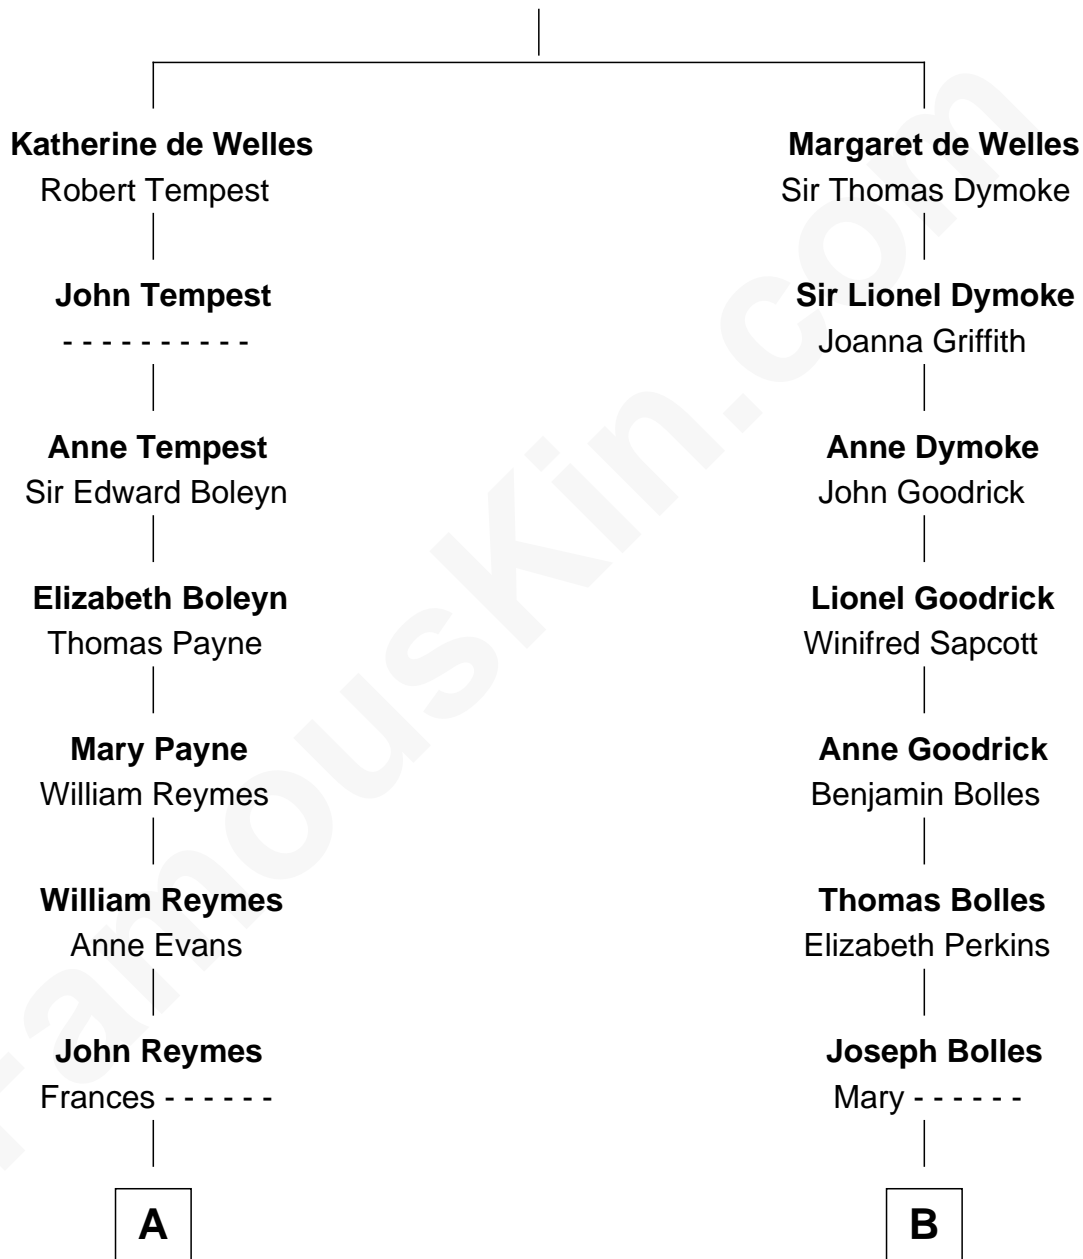 Katherine de Welles
Robert Tempest
John Tempest
- - - - - - - - - -
Anne Tempest
Sir Edward Boleyn
Elizabeth Boleyn
Thomas Payne
Mary Payne
William Reymes
William Reymes
Anne Evans
John Reymes
Frances - - - - - -
A
Margaret de Welles
Sir Thomas Dymoke
Sir Lionel Dymoke
Joanna Griffith
Anne Dymoke
John Goodrick
Lionel Goodrick
Winifred Sapcott
Anne Goodrick
Benjamin Bolles
Thomas Bolles
Elizabeth Perkins
Joseph Bolles
Mary - - - - - -
B
FamousKin.com